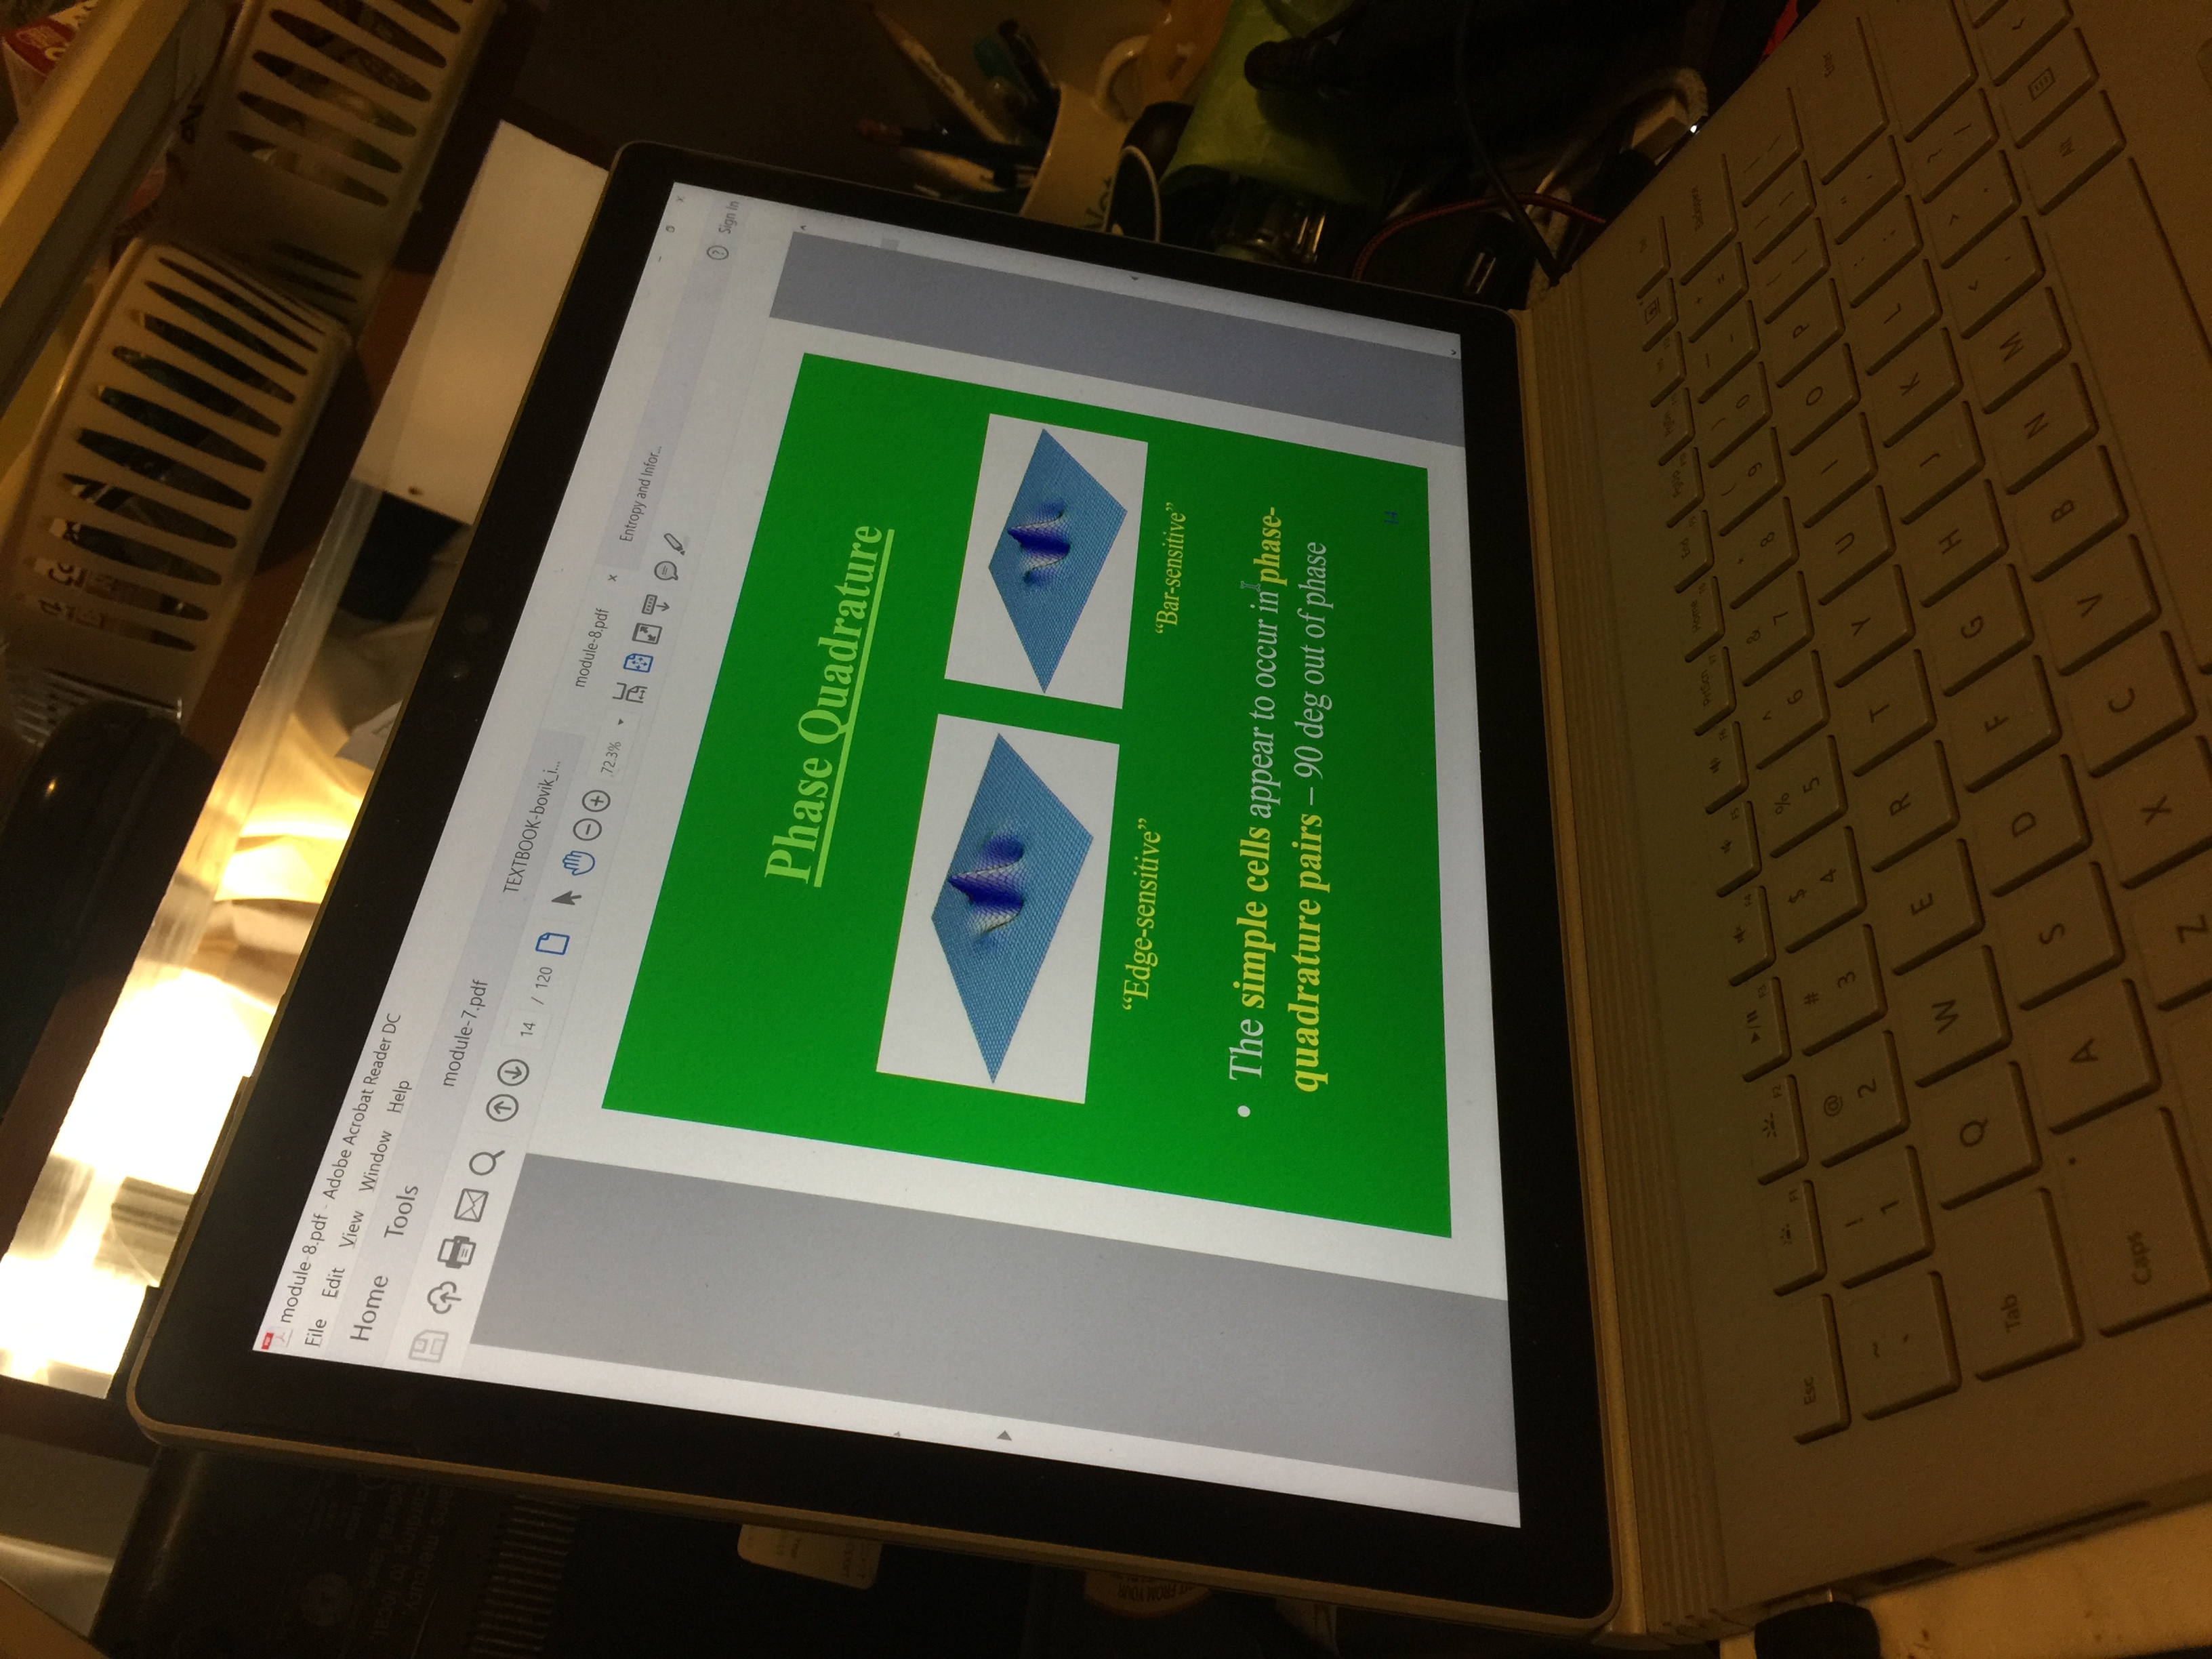 module-8.pdf - Adobe Acrobat Reader DC
File Edit View Window Help
Home Tools module-7.pdf TEXTBOOK-bovik_i... module-8.pdf × Entropy and Infor...
Sign In
14 / 120 72.3%
Phase Quadrature
“Edge-sensitive” “Bar-sensitive”
• The simple cells appear to occur in phase-
quadrature pairs – 90 deg out of phase
14
Esc F1 F2 F3 F4 F5 F6 PrtScn F7 Home F8 End PgUp PgDn Ins Del
~ ` ! 1 @ 2 # 3 $ 4 % 5 ^ 6 & 7 * 8 ( 9 ) 0 _ - + = Backspace
Tab Q W E R T Y U I O P { [ } ] | \
Caps A S D F G H J K L : ; " ' Enter
Z X C V B N M < , > . ? /
Alt